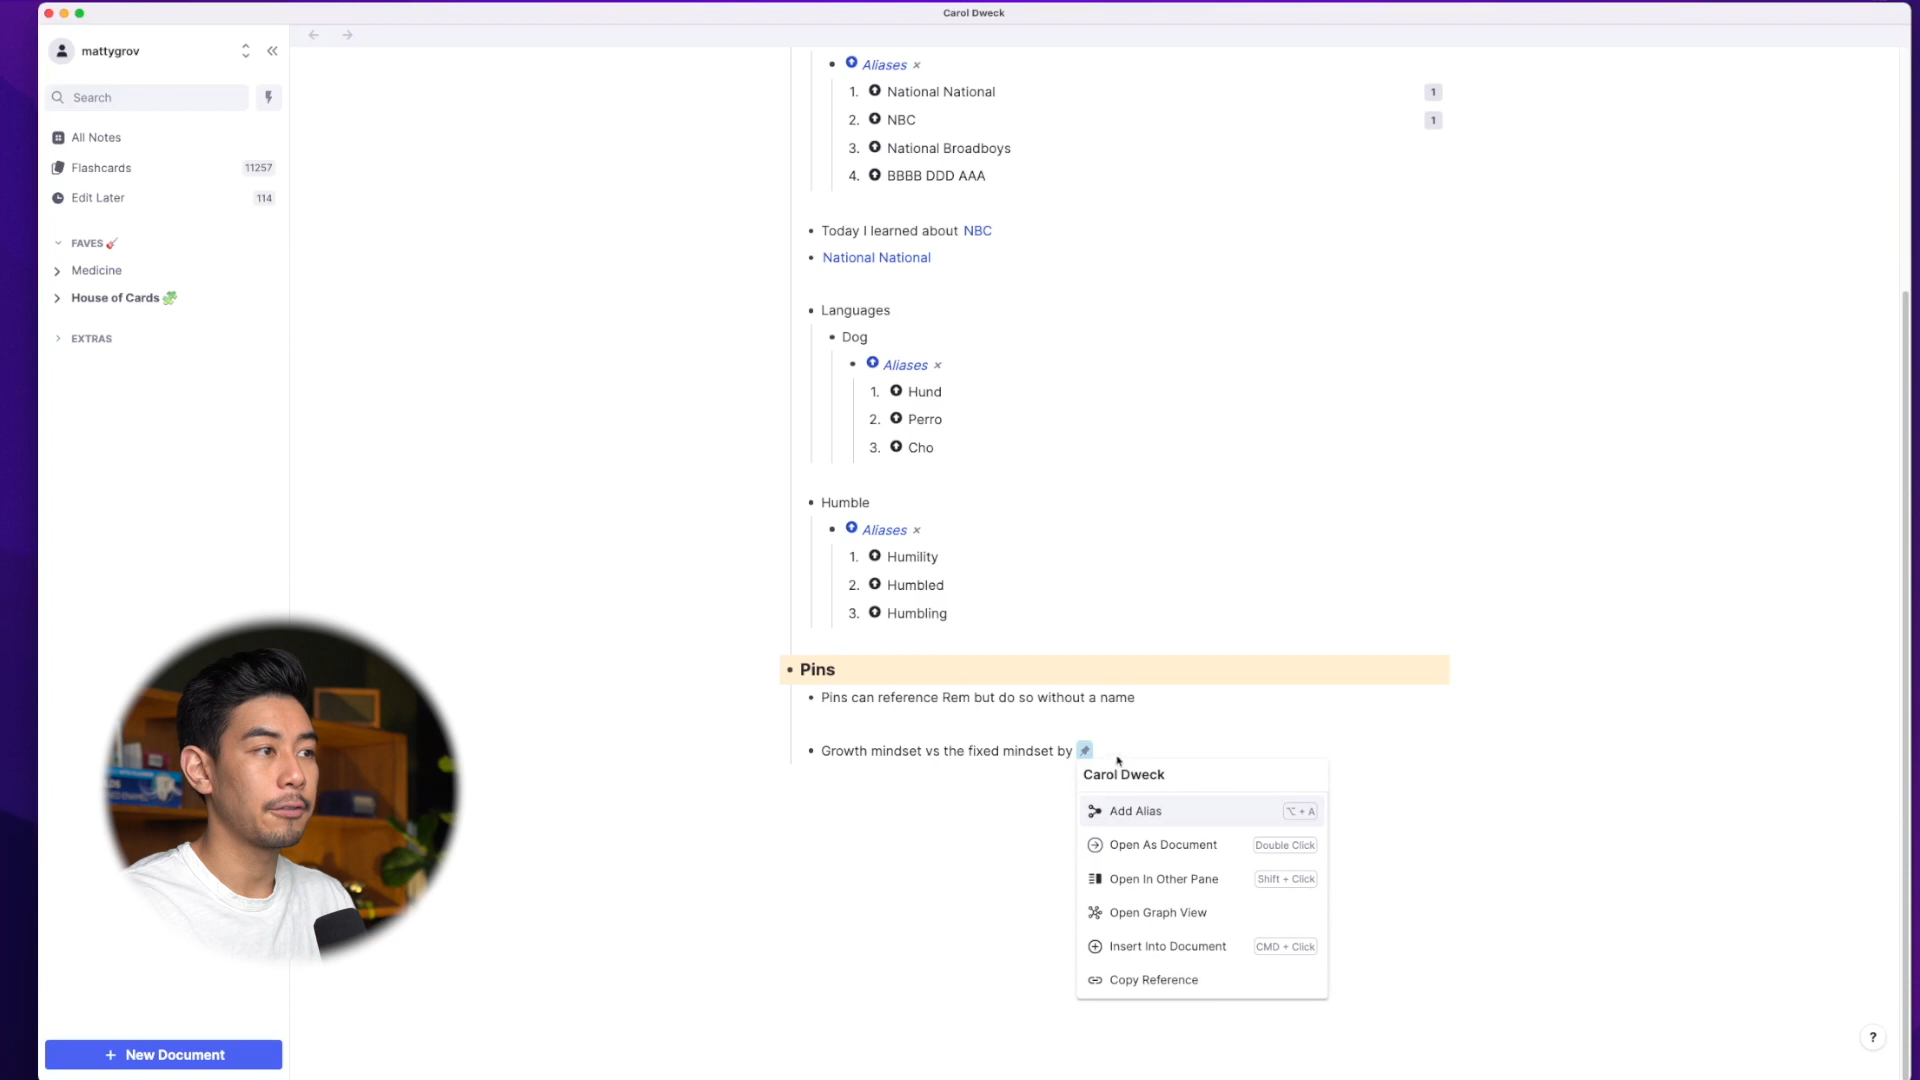 Carol Dweck
mattygrov
Search
All Notes
Flashcards 11257
Edit Later 114
FAVES
Medicine
House of Cards
EXTRAS
+ New Document
Aliases ×
1. National National 1
2. NBC 1
3. National Broadboys
4. BBBB DDD AAA
• Today I learned about NBC
• National National
• Languages
• Dog
• Aliases ×
1. Hund
2. Perro
3. Cho
• Humble
• Aliases ×
1. Humility
2. Humbled
3. Humbling
• Pins
• Pins can reference Rem but do so without a name
• Growth mindset vs the fixed mindset by
Carol Dweck
Add Alias ⌥ + A
Open As Document Double Click
Open In Other Pane Shift + Click
Open Graph View
Insert Into Document CMD + Click
Copy Reference
?